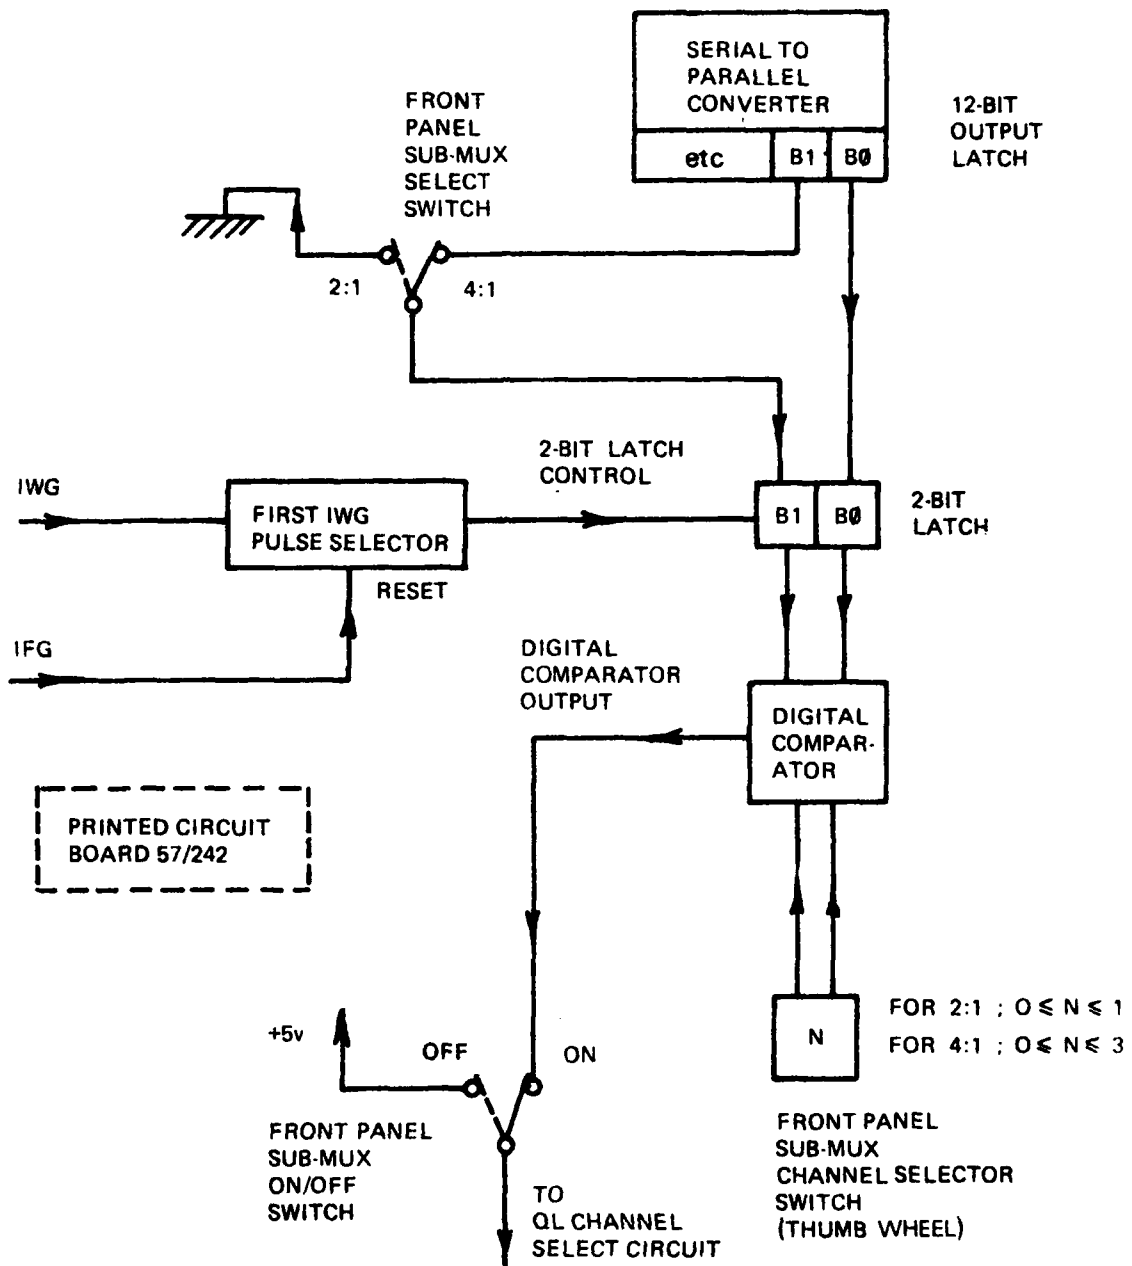 SERIAL TO
PARALLEL
CONVERTER
etc B1 BØ
12-BIT
OUTPUT
LATCH
FRONT
PANEL
SUB-MUX
SELECT
SWITCH
2:1
4:1
2-BIT LATCH
CONTROL
IWG
FIRST IWG
PULSE SELECTOR
RESET
B1 BØ
2-BIT
LATCH
IFG
DIGITAL
COMPARATOR
OUTPUT
DIGITAL
COMPAR-
ATOR
PRINTED CIRCUIT
BOARD 57/242
+5v
OFF
ON
N
FOR 2:1 ; O ≤ N ≤ 1
FOR 4:1 ; O ≤ N ≤ 3
FRONT PANEL
SUB-MUX
ON/OFF
SWITCH
TO
QL CHANNEL
SELECT CIRCUIT
FRONT PANEL
SUB-MUX
CHANNEL SELECTOR
SWITCH
(THUMB WHEEL)